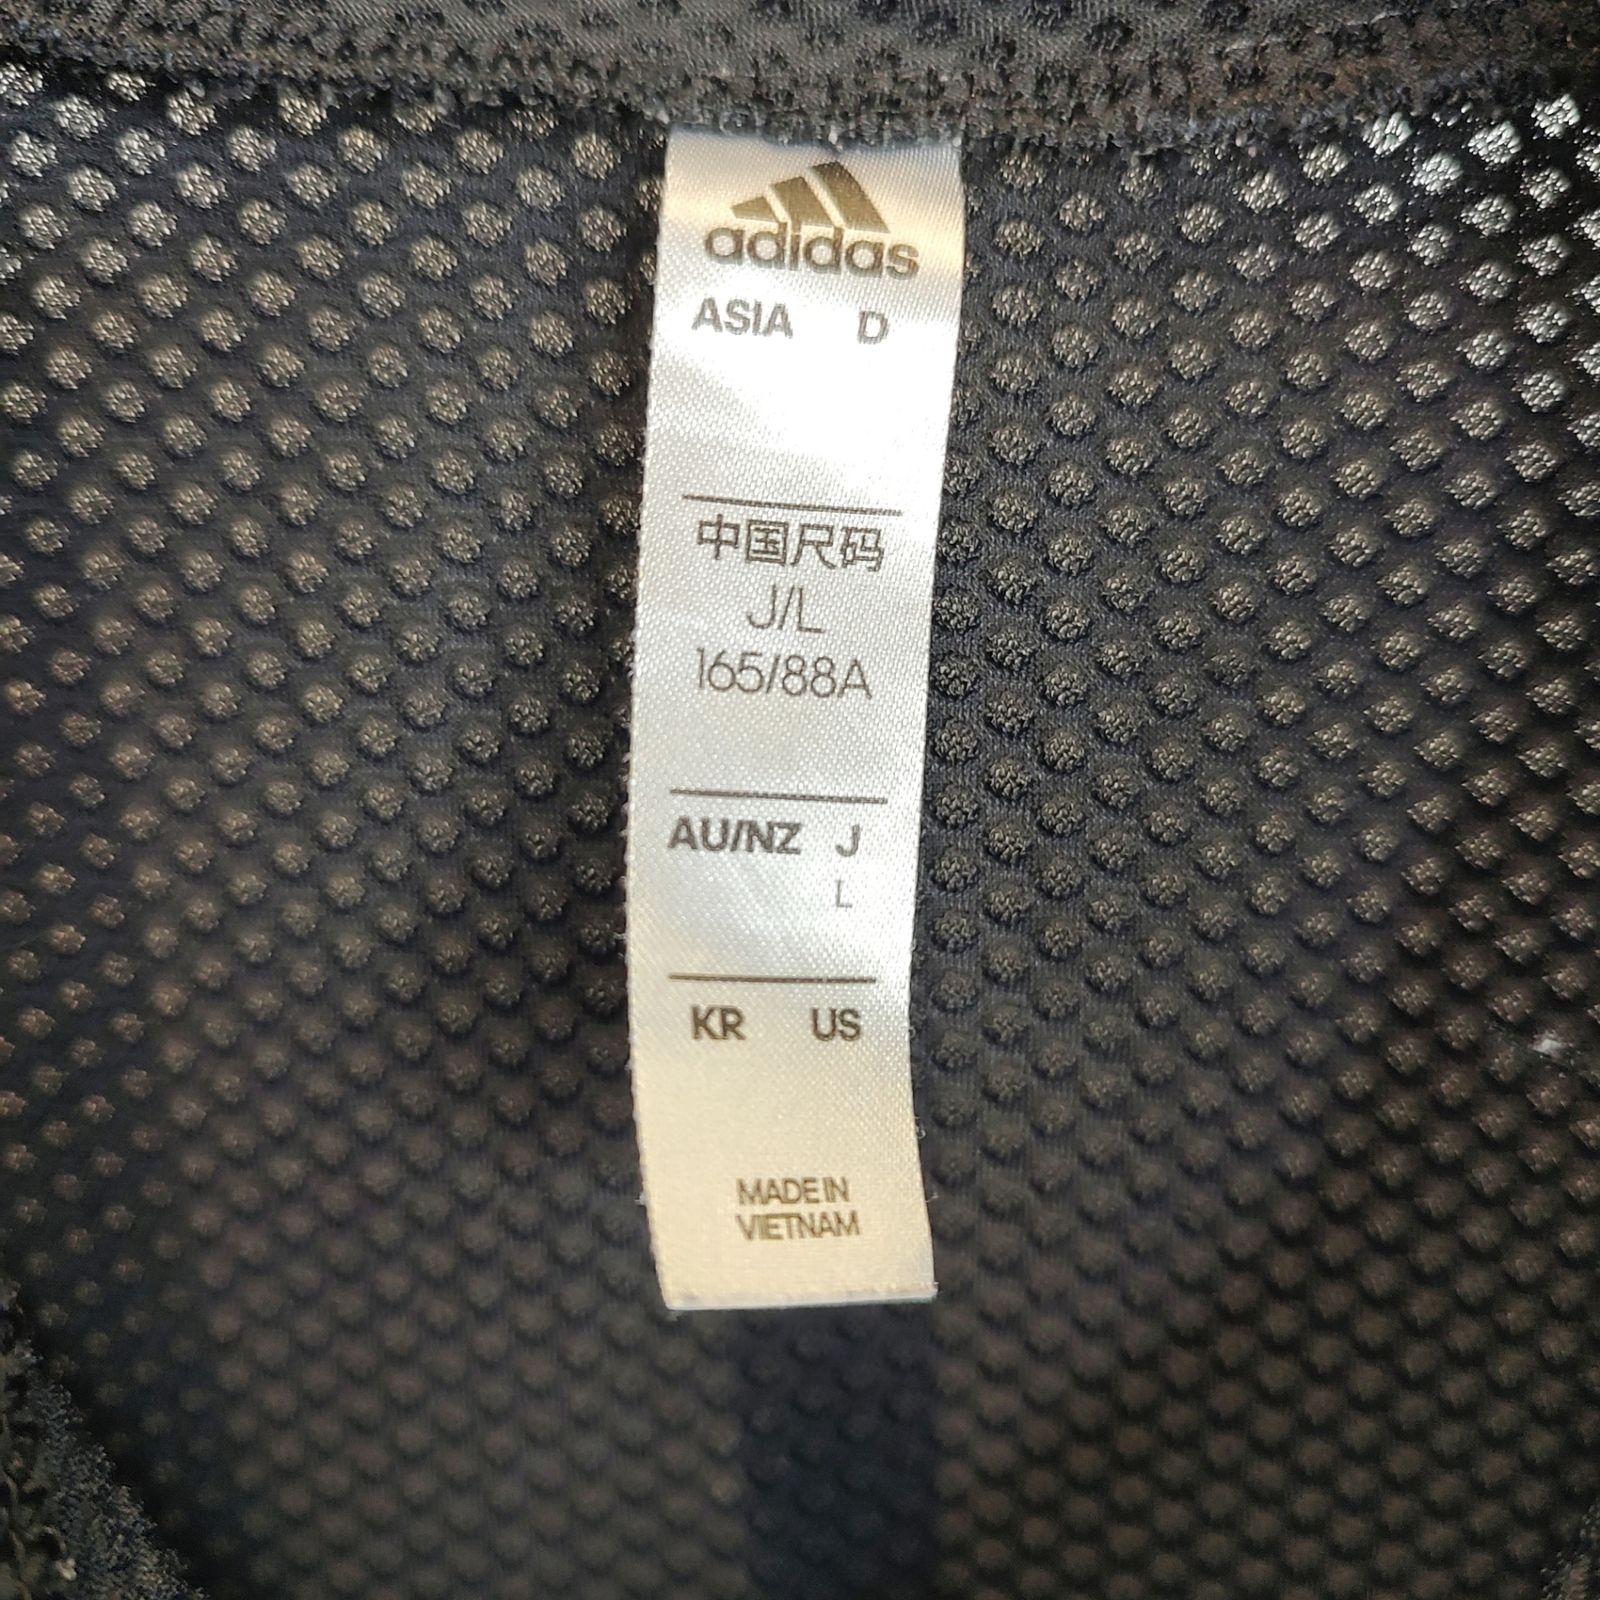 adidas
ASIA D
中国尺码
J/L
165/88A
AU/NZ J
L
KR US
MADE IN
VIETNAM